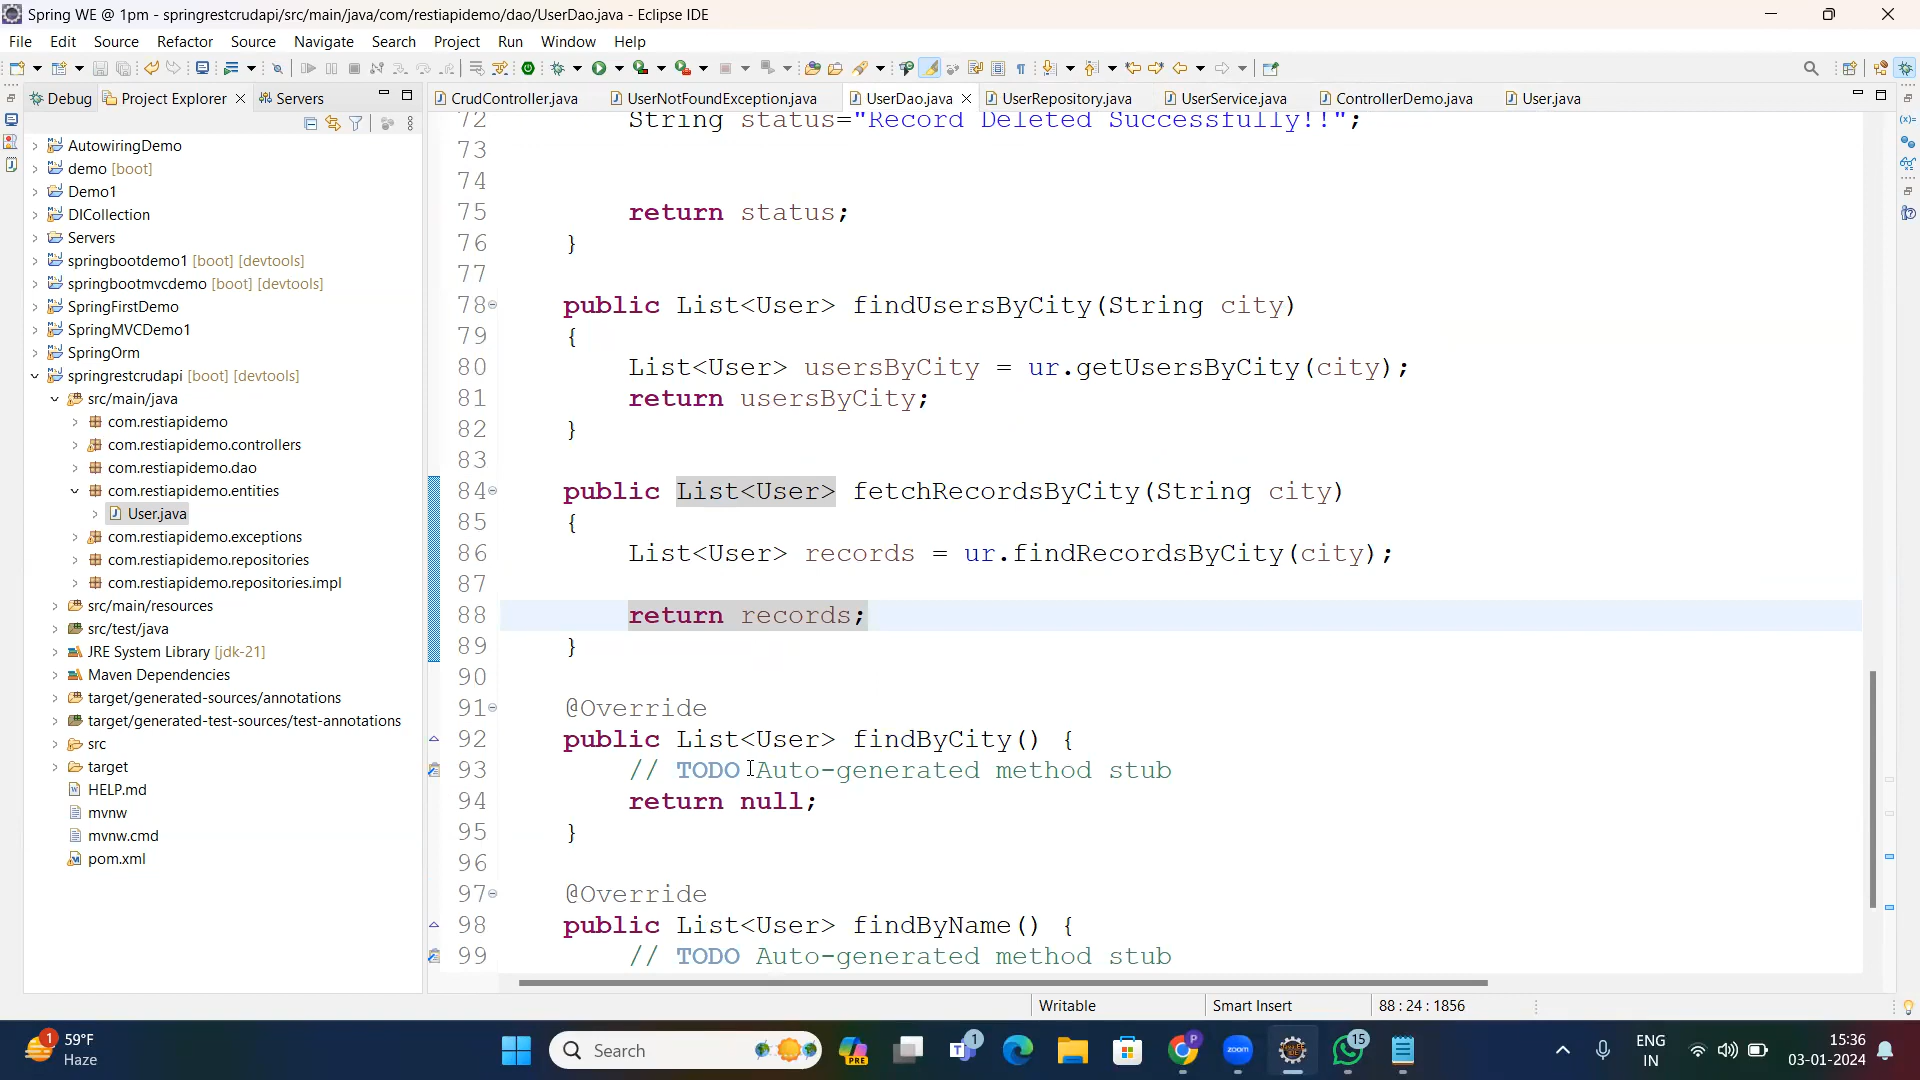 Spring WE @ 1pm - springrestcrudapi/src/main/java/com/restiapidemo/dao/UserDao.java - Eclipse IDE
File Edit Source Refactor Source Navigate Search Project Run Window Help
Debug Project Explorer Servers
CrudController.java UserNotFoundException.java UserDao.java UserRepository.java UserService.java ControllerDemo.java User.java
AutowiringDemo
demo [boot]
Demo1
DICollection
Servers
springbootdemo1 [boot] [devtools]
springbootmvcdemo [boot] [devtools]
SpringFirstDemo
SpringMVCDemo1
SpringOrm
springrestcrudapi [boot] [devtools]
src/main/java
com.restiapidemo
com.restiapidemo.controllers
com.restiapidemo.dao
com.restiapidemo.entities
User.java
com.restiapidemo.exceptions
com.restiapidemo.repositories
com.restiapidemo.repositories.impl
src/main/resources
src/test/java
JRE System Library [jdk-21]
Maven Dependencies
target/generated-sources/annotations
target/generated-test-sources/test-annotations
src
target
HELP.md
mvnw
mvnw.cmd
pom.xml
72 String status="Record Deleted Successfully!!";
73
74
75 return status;
76 }
77
78 public List<User> findUsersByCity(String city)
79 {
80 List<User> usersByCity = ur.getUsersByCity(city);
81 return usersByCity;
82 }
83
84 public List<User> fetchRecordsByCity(String city)
85 {
86 List<User> records = ur.findRecordsByCity(city);
87
88 return records;
89 }
90
91 @Override
92 public List<User> findByCity() {
93 // TODO Auto-generated method stub
94 return null;
95 }
96
97 @Override
98 public List<User> findByName() {
99 // TODO Auto-generated method stub
Writable Smart Insert 88 : 24 : 1856
1 59°F
Haze
Search
PRE
1
zoom
15
ENG
IN
15:36
03-01-2024